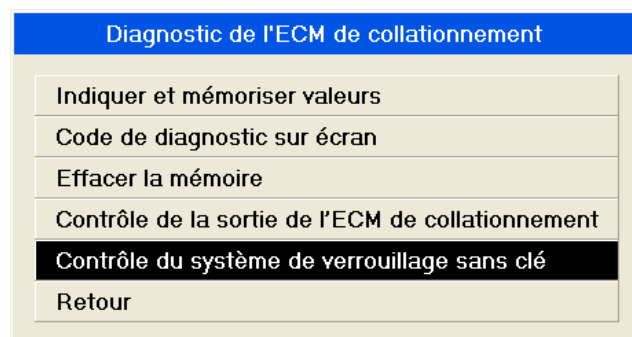 Diagnostic de l'ECM de collationnement
Indiquer et mémoriser valeurs
Code de diagnostic sur écran
Effacer la mémoire
Contrôle de la sortie de l'ECM de collationnement
Contrôle du système de verrouillage sans clé
Retour